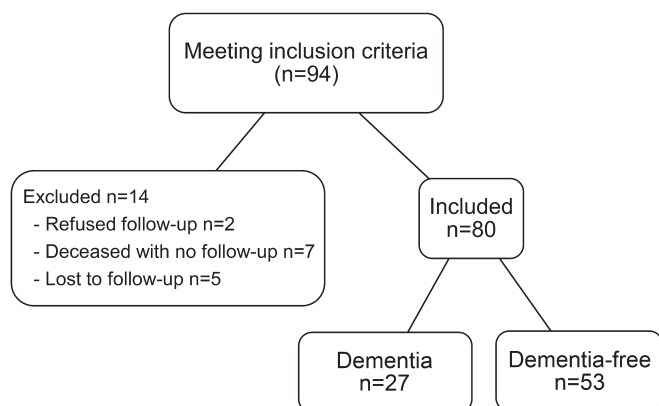 Meeting inclusion criteria
(n=94)
Excluded n=14
- Refused follow-up n=2
- Deceased with no follow-up n=7
- Lost to follow-up n=5
Included
n=80
Dementia
n=27
Dementia-free
n=53